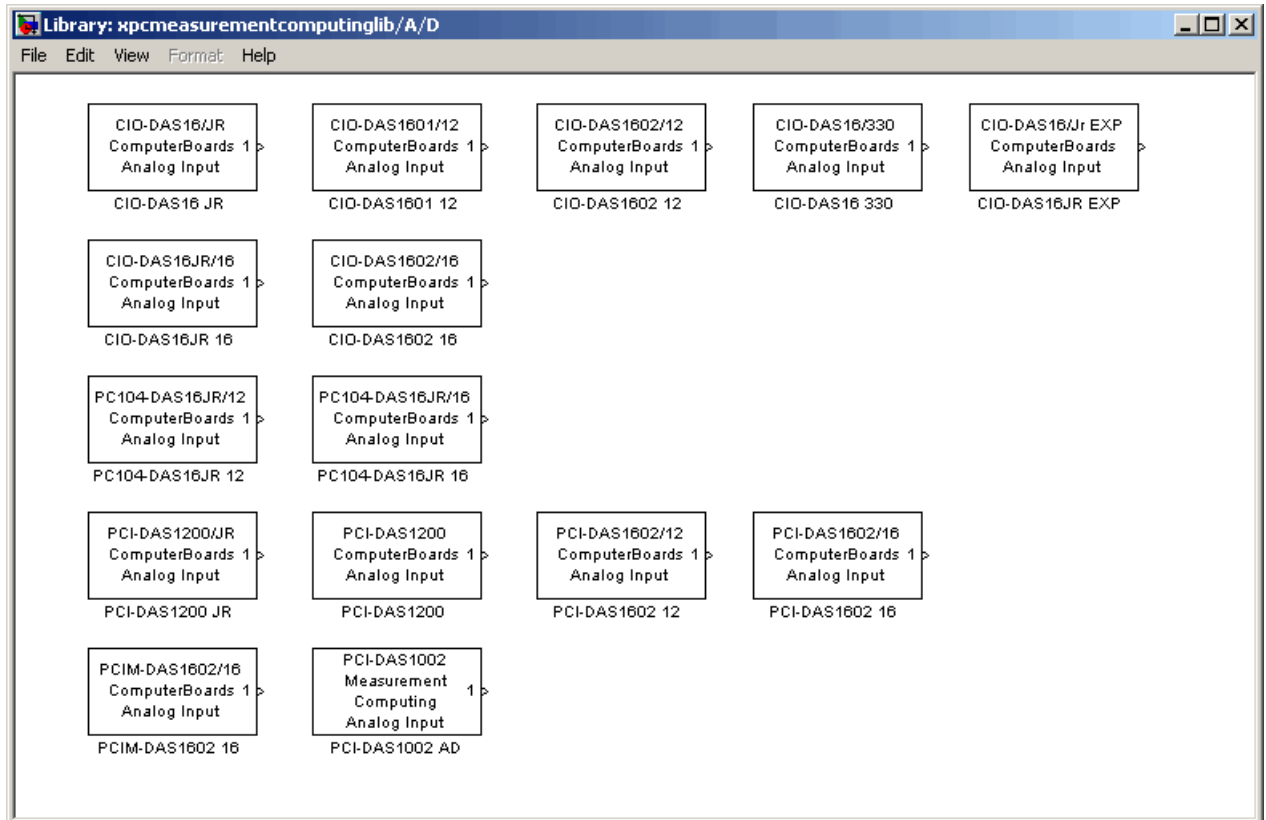 Library: xpcmeasurementcomputinglib/A/D
File Edit View Format Help
CIO-DAS16/JR
ComputerBoards 1
Analog Input
CIO-DAS16 JR
CIO-DAS1601/12
ComputerBoards 1
Analog Input
CIO-DAS1601 12
CIO-DAS1602/12
ComputerBoards 1
Analog Input
CIO-DAS1602 12
CIO-DAS16/330
ComputerBoards 1
Analog Input
CIO-DAS16 330
CIO-DAS16/Jr EXP
ComputerBoards
Analog Input
CIO-DAS16JR EXP
CIO-DAS16JR/16
ComputerBoards 1
Analog Input
CIO-DAS16JR 16
CIO-DAS1602/16
ComputerBoards 1
Analog Input
CIO-DAS1602 16
PC104-DAS16JR/12
ComputerBoards 1
Analog Input
PC104-DAS16JR 12
PC104-DAS16JR/16
ComputerBoards 1
Analog Input
PC104-DAS16JR 16
PCI-DAS1200/JR
ComputerBoards 1
Analog Input
PCI-DAS1200 JR
PCI-DAS1200
ComputerBoards 1
Analog Input
PCI-DAS1200
PCI-DAS1602/12
ComputerBoards 1
Analog Input
PCI-DAS1602 12
PCI-DAS1602/16
ComputerBoards 1
Analog Input
PCI-DAS1602 16
PCIM-DAS1602/16
ComputerBoards 1
Analog Input
PCIM-DAS1602 16
PCI-DAS1002
Measurement
1
Computing
Analog Input
PCI-DAS1002 AD